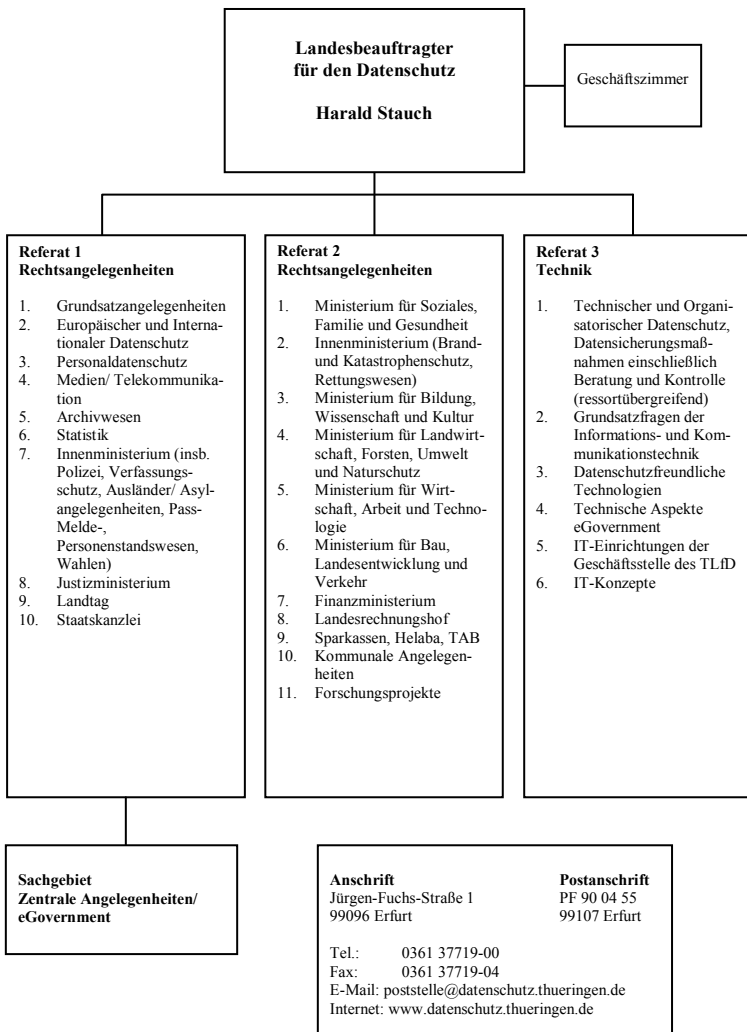 Landesbeauftragter
für den Datenschutz
Harald Stauch
Geschäftszimmer
Referat 1
Rechtsangelegenheiten
1. Grundsatzangelegenheiten
2. Europäischer und Interna-
tionaler Datenschutz
3. Personaldatenschutz
4. Medien/ Telekommunika-
tion
5. Archivwesen
6. Statistik
7. Innenministerium (insb.
Polizei, Verfassungs-
schutz, Ausländer/ Asyl-
angelegenheiten, Pass-
Melde-,
Personenstandswesen,
Wahlen)
8. Justizministerium
9. Landtag
10. Staatskanzlei
Referat 2
Rechtsangelegenheiten
1. Ministerium für Soziales,
Familie und Gesundheit
2. Innenministerium (Brand-
und Katastrophenschutz,
Rettungswesen)
3. Ministerium für Bildung,
Wissenschaft und Kultur
4. Ministerium für Landwirt-
schaft, Forsten, Umwelt
und Naturschutz
5. Ministerium für Wirt-
schaft, Arbeit und Techno-
logie
6. Ministerium für Bau,
Landesentwicklung und
Verkehr
7. Finanzministerium
8. Landesrechnungshof
9. Sparkassen, Helaba, TAB
10. Kommunale Angelegen-
heiten
11. Forschungsprojekte
Referat 3
Technik
1. Technischer und Organi-
satorischer Datenschutz,
Datensicherungsmaß-
nahmen einschließlich
Beratung und Kontrolle
(ressortübergreifend)
2. Grundsatzfragen der
Informations- und Kom-
munikationstechnik
3. Datenschutzfreundliche
Technologien
4. Technische Aspekte
eGovernment
5. IT-Einrichtungen der
Geschäftsstelle des TLfD
6. IT-Konzepte
Sachgebiet
Zentrale Angelegenheiten/
eGovernment
Anschrift Postanschrift
Jürgen-Fuchs-Straße 1 PF 90 04 55
99096 Erfurt 99107 Erfurt
Tel.: 0361 37719-00
Fax: 0361 37719-04
E-Mail: poststelle@datenschutz.thueringen.de
Internet: www.datenschutz.thueringen.de